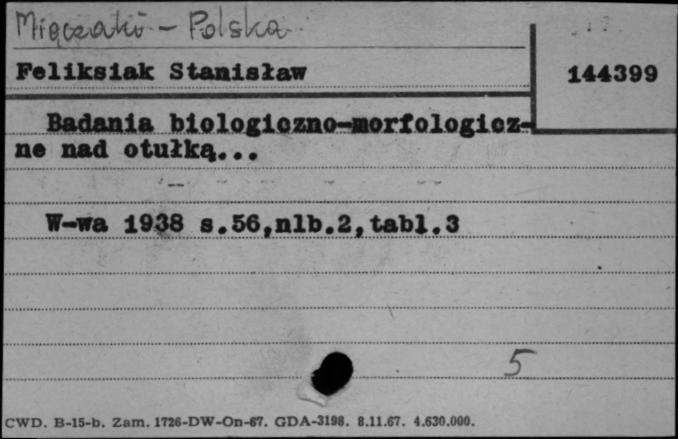 Mięczaki - Polska
Feliksiak Stanisław
144399
Badania biologiczno-morfologicz-
ne nad otułką...
W-wa 1938 s.56,nlb.2,tabl.3
5
CWD. B-15-b. Zam. 1726-DW-On-67. GDA-3198. 8.11.67. 4.630.000.